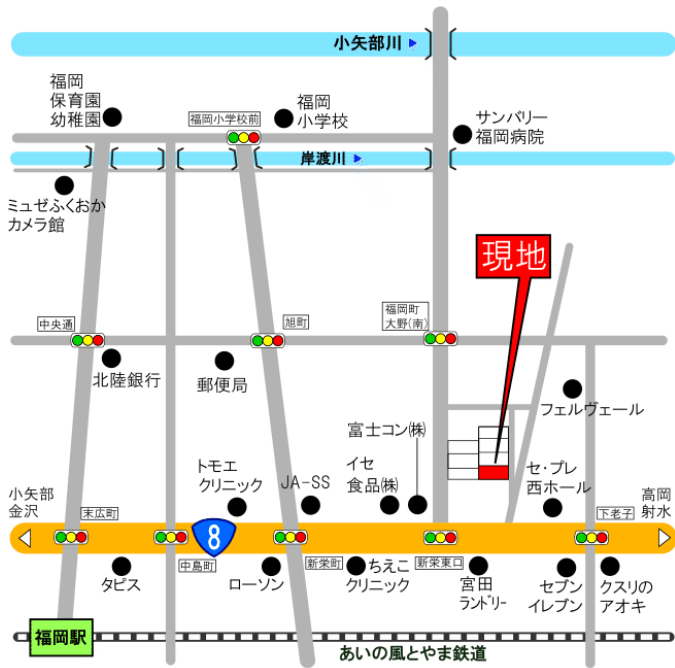 小矢部川
福岡
保育園
幼稚園
福岡小学校前
福岡
小学校
サンバリー
福岡病院
岸渡川
ミュゼふくおか
カメラ館
現地
中央通
旭町
福岡町
大野(南)
北陸銀行
郵便局
フェルヴェール
富士コン㈱
トモエ
クリニック
JA-SS
イセ
食品㈱
セ・プレ
西ホール
小矢部
金沢
高岡
射水
末広町
8
下老子
中島町
新栄町
新栄東口
タピス
ローソン
ちえこ
クリニック
宮田
ランドリー
セブン
イレブン
クスリの
アオキ
福岡駅
あいの風とやま鉄道